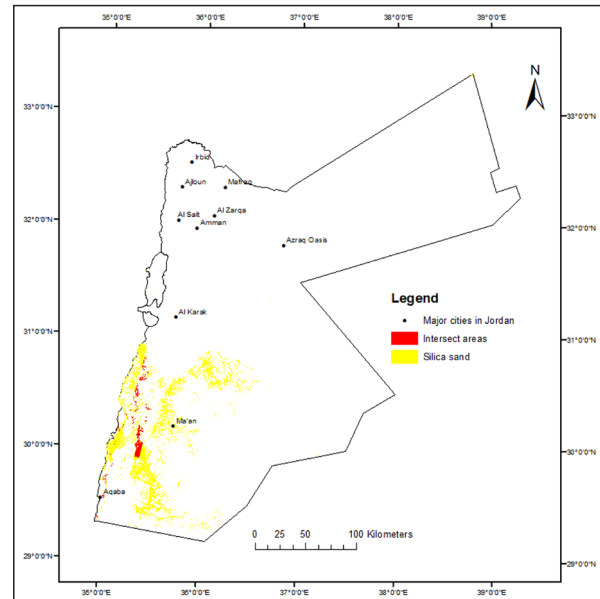 35°0'0"E 36°0'0"E 37°0'0"E 38°0'0"E 39°0'0"E
N
33°0'0"N 33°0'0"N
Irbid
Ajloun Mafraq
Al Salt Al Zarqa
32°0'0"N Amman 32°0'0"N
Azraq Oasis
Legend
Al Karak Major cities in Jordan
31°0'0"N 31°0'0"N
Intersect areas
Silica sand
Ma'an
30°0'0"N 30°0'0"N
Aqaba
0 25 50 100 Kilometers
29°0'0"N 29°0'0"N
35°0'0"E 36°0'0"E 37°0'0"E 38°0'0"E 39°0'0"E